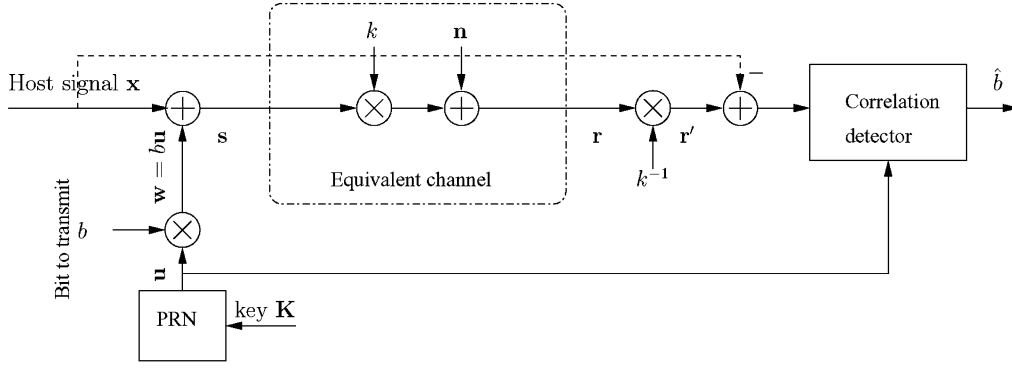 k
n
Host signal x
−
b̂
Correlation
detector
s
r
r′
k⁻¹
w = bu
Equivalent channel
Bit to transmit
b
u
PRN
key K